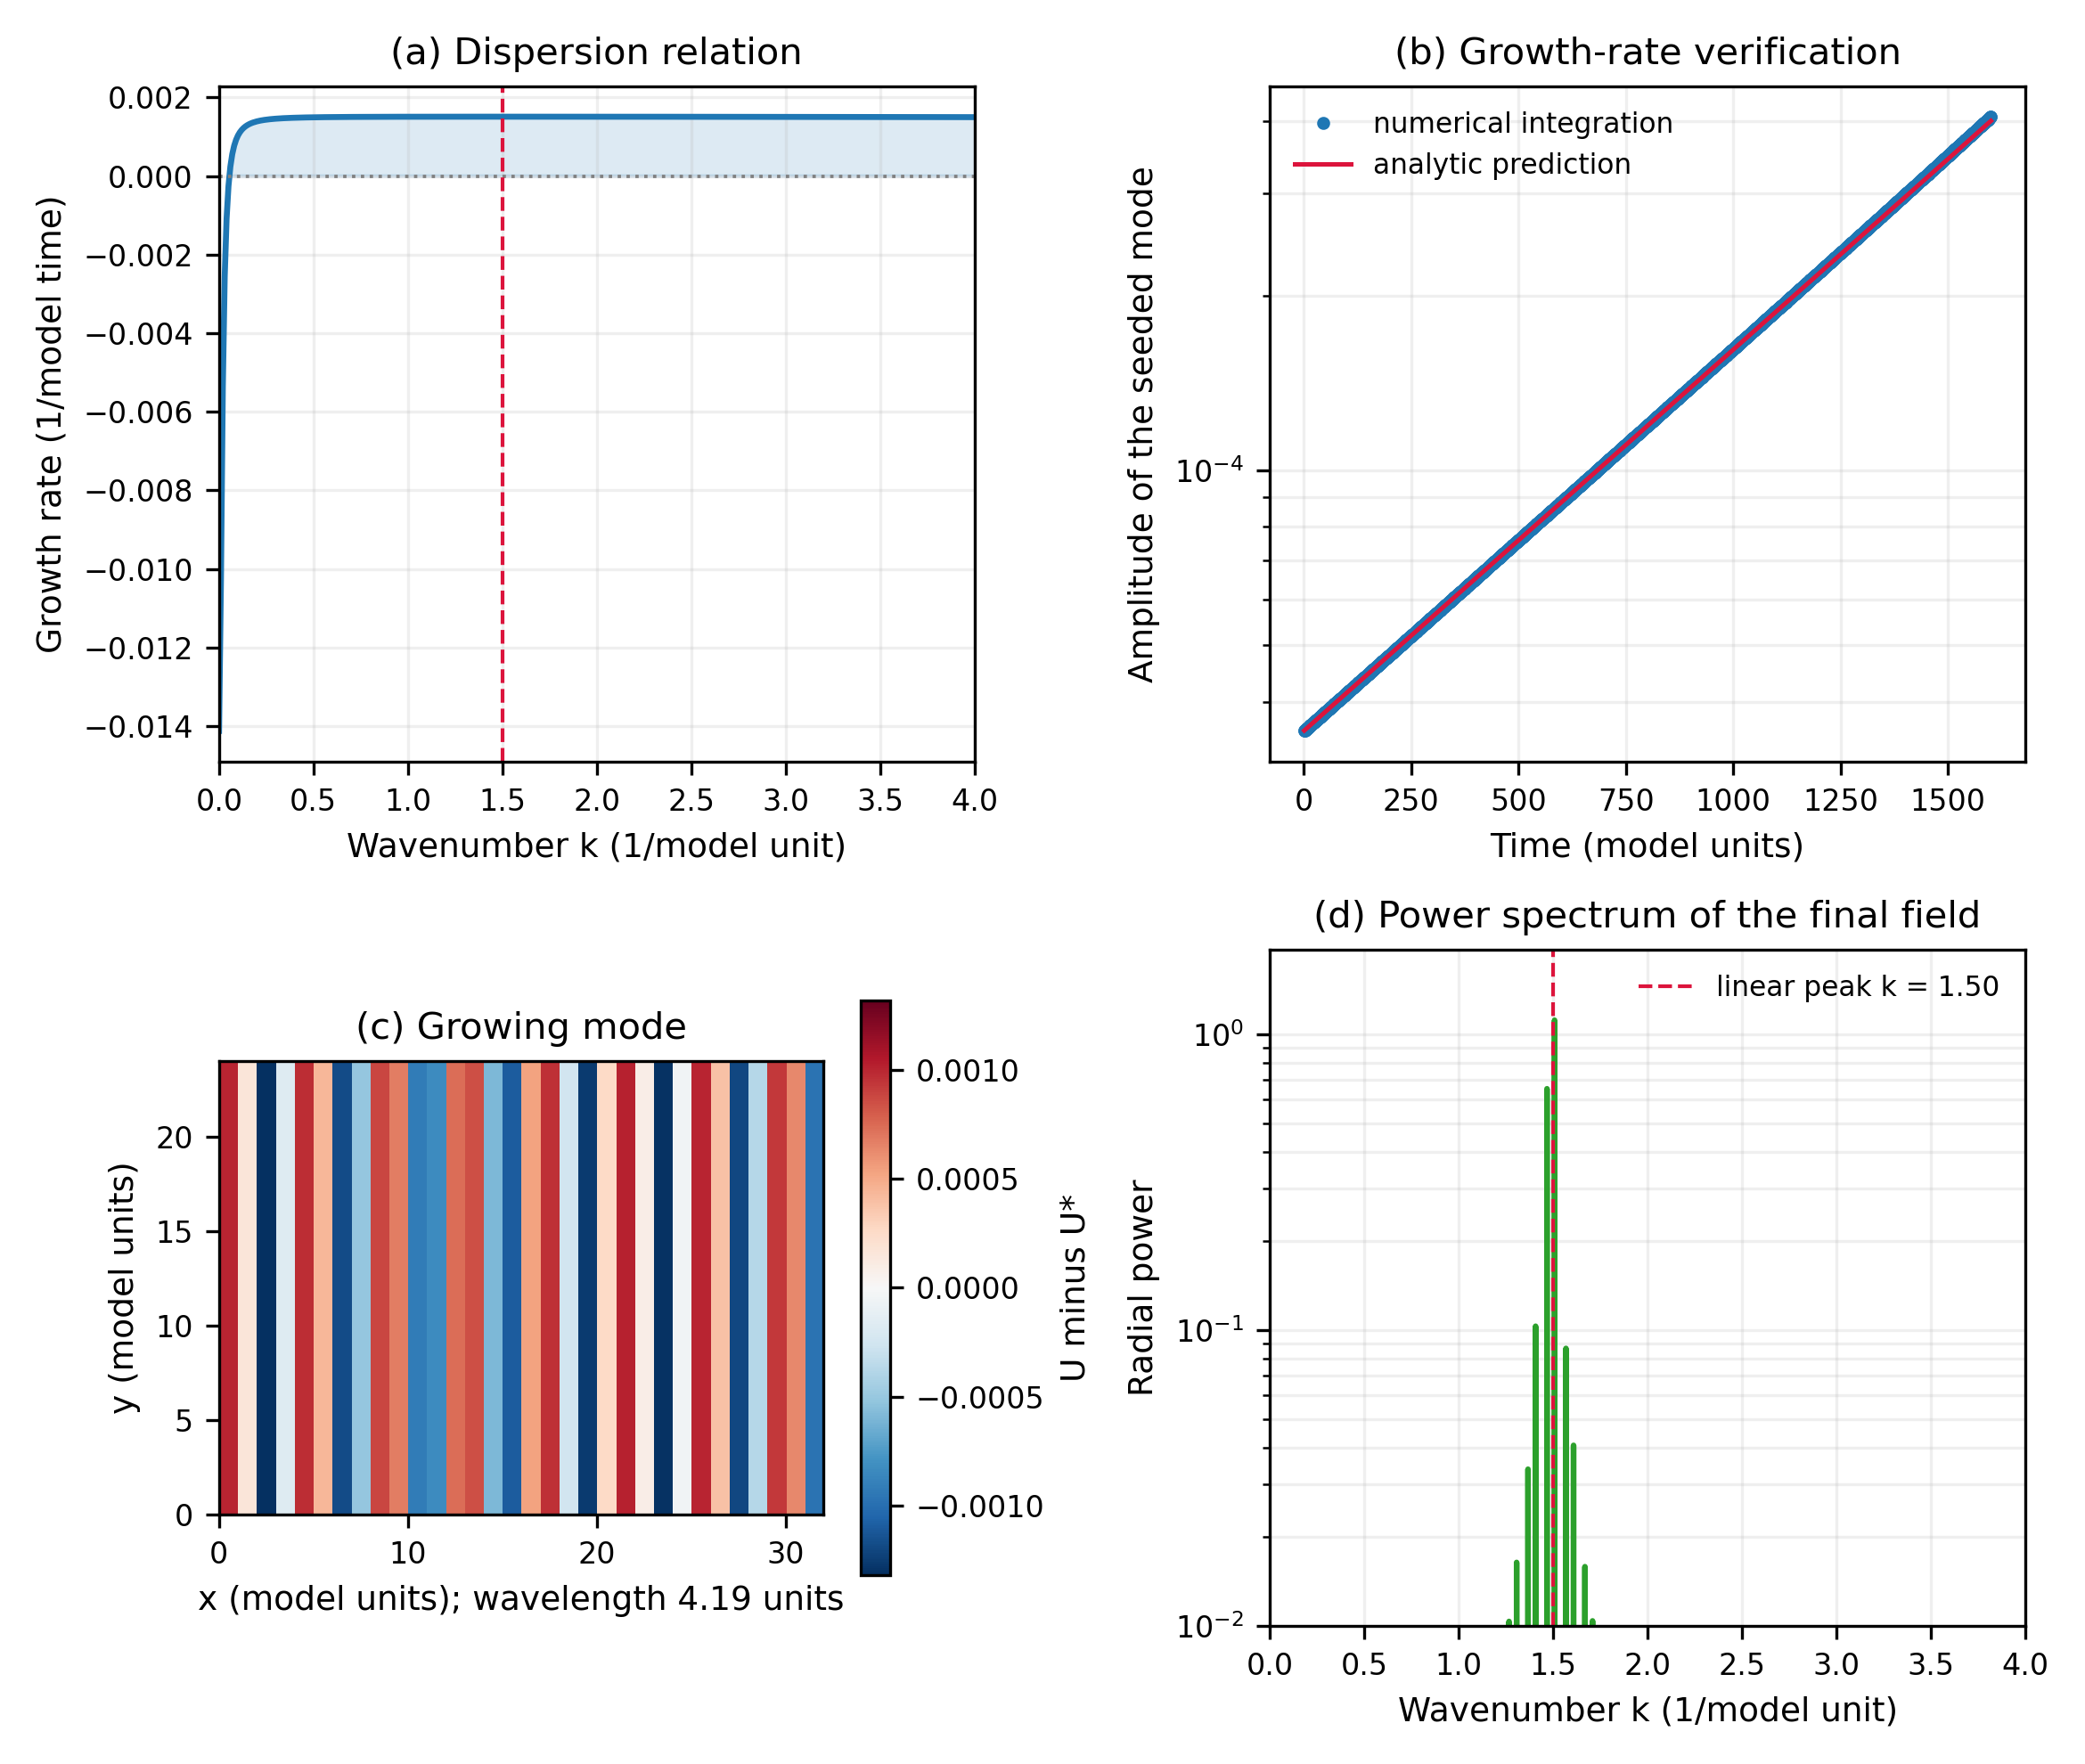 (a) Dispersion relation
0.002
0.000
−0.002
−0.004
−0.006
−0.008
−0.010
−0.012
−0.014
Growth rate (1/model time)
0.0 0.5 1.0 1.5 2.0 2.5 3.0 3.5 4.0
Wavenumber k (1/model unit)
(b) Growth-rate verification
numerical integration
analytic prediction
10⁻⁴
Amplitude of the seeded mode
0 250 500 750 1000 1250 1500
Time (model units)
(c) Growing mode
20
15
10
5
0
y (model units)
0 10 20 30
x (model units); wavelength 4.19 units
0.0010
0.0005
0.0000
−0.0005
−0.0010
U minus U*
(d) Power spectrum of the final field
linear peak k = 1.50
10⁰
10⁻¹
10⁻²
Radial power
0.0 0.5 1.0 1.5 2.0 2.5 3.0 3.5 4.0
Wavenumber k (1/model unit)